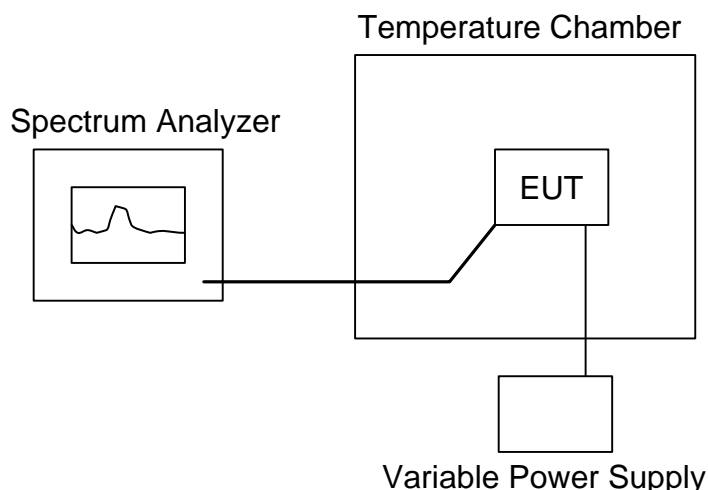 Temperature Chamber
Spectrum Analyzer
EUT
Variable Power Supply